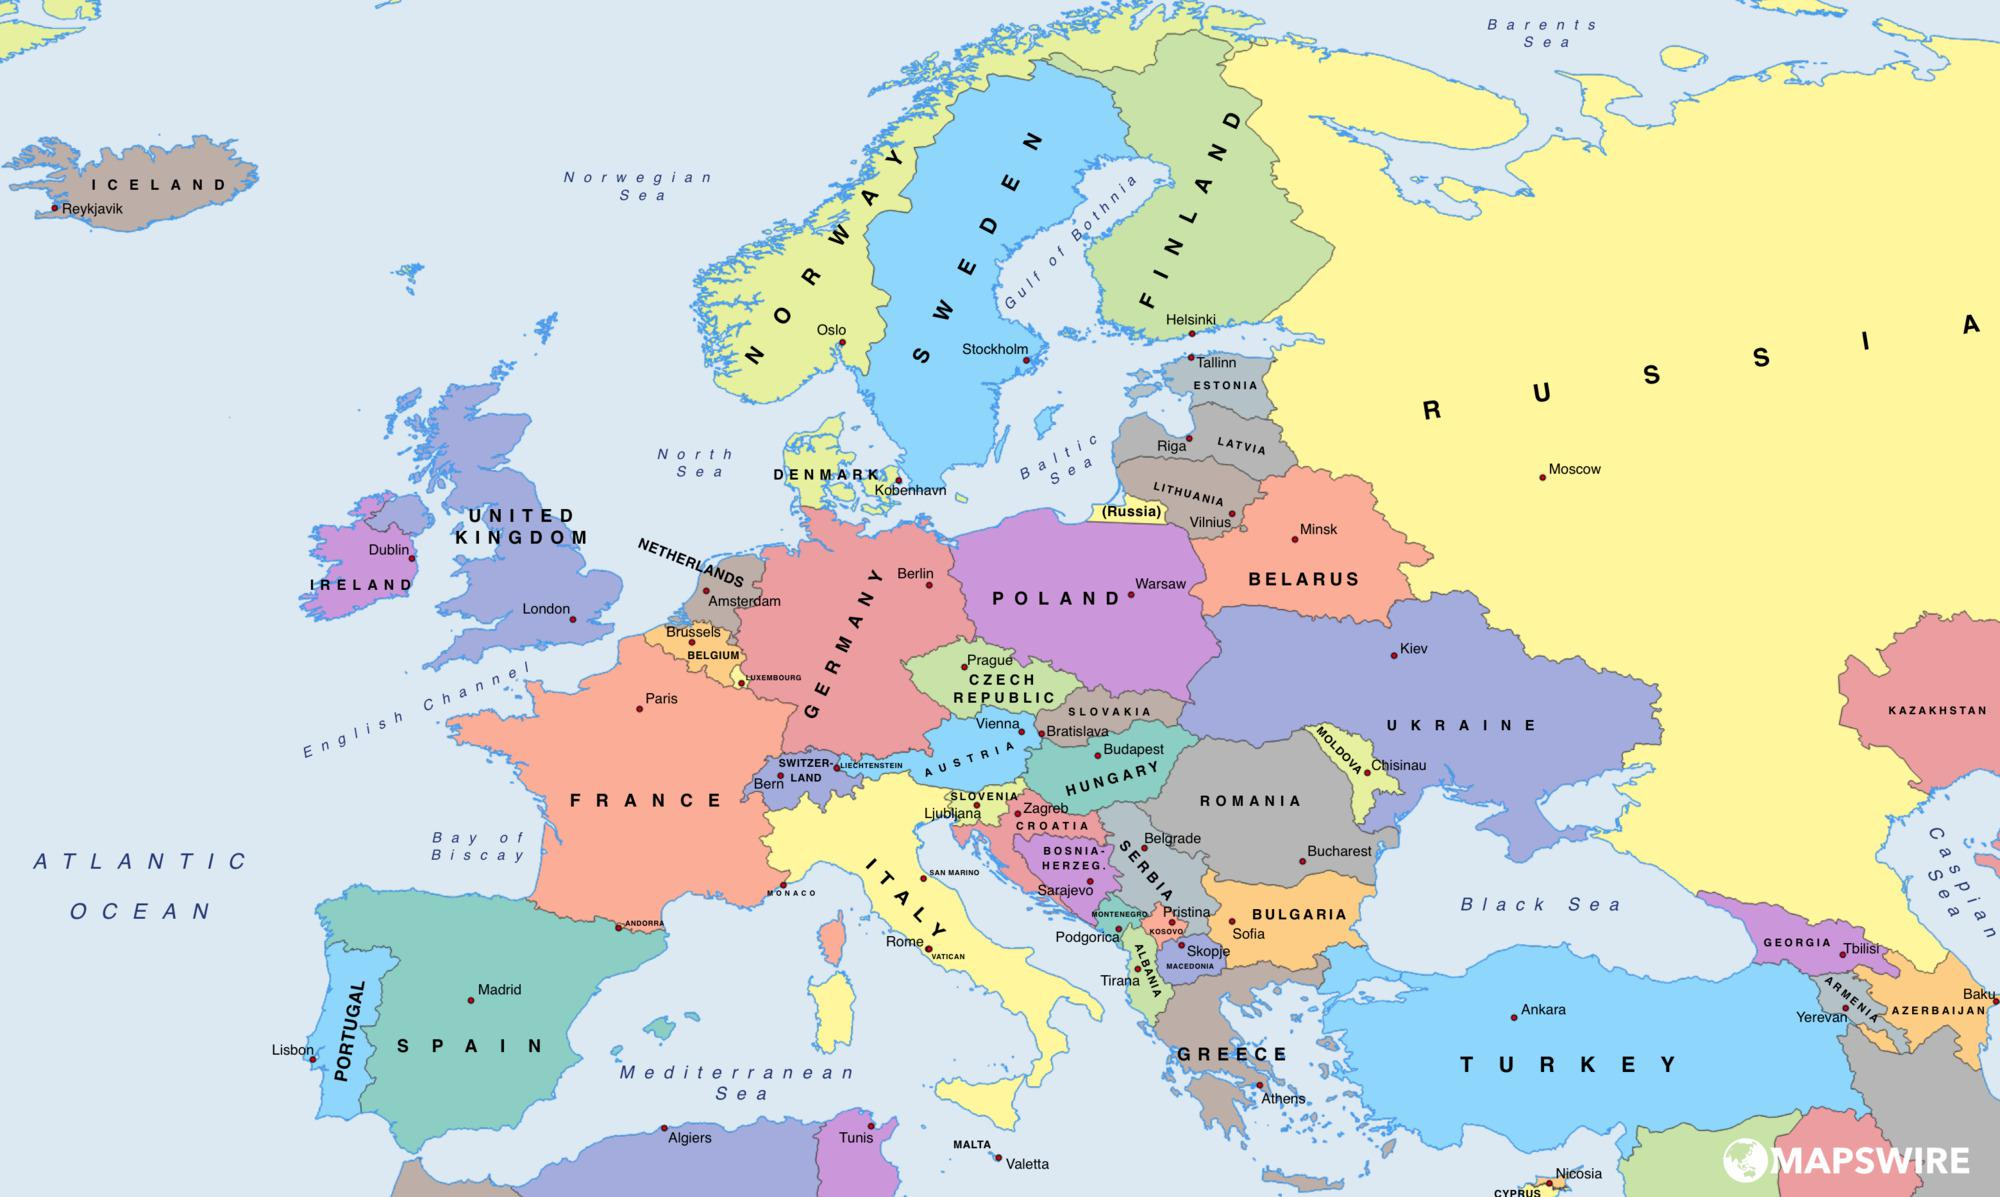 Barents
Sea
ICELAND
Reykjavik
Norwegian
Sea
NORWAY
Oslo
SWEDEN
Stockholm
Gulf of Bothnia
FINLAND
Helsinki
RUSSIA
Moscow
Tallinn
ESTONIA
Riga
LATVIA
LITHUANIA
Vilnius
(Russia)
Baltic
Sea
North
Sea
DENMARK
Kobenhavn
UNITED
KINGDOM
London
Dublin
IRELAND
NETHERLANDS
Amsterdam
Brussels
BELGIUM
LUXEMBOURG
GERMANY
Berlin
POLAND
Warsaw
Minsk
BELARUS
Kiev
UKRAINE
KAZAKHSTAN
English Channel
Paris
FRANCE
Prague
CZECH
REPUBLIC
SLOVAKIA
Bratislava
Vienna
AUSTRIA
SWITZER-
LAND
Bern
LIECHTENSTEIN
Budapest
HUNGARY
MOLDOVA
Chisinau
ROMANIA
Bucharest
SLOVENIA
Ljubljana
Zagreb
CROATIA
BOSNIA-
HERZEG.
Sarajevo
Belgrade
SERBIA
MONTENEGRO
Podgorica
Pristina
KOSOVO
Skopje
MACEDONIA
ALBANIA
Tirana
BULGARIA
Sofia
Black Sea
Caspian
Sea
GEORGIA
Tbilisi
ARMENIA
Yerevan
AZERBAIJAN
Baku
Bay of
Biscay
ATLANTIC
OCEAN
MONACO
ANDORRA
ITALY
SAN MARINO
Rome
VATICAN
PORTUGAL
Lisbon
Madrid
SPAIN
Mediterranean
Sea
GREECE
Athens
Ankara
TURKEY
Algiers
Tunis
MALTA
Valetta
Nicosia
CYPRUS
MAPSWIRE